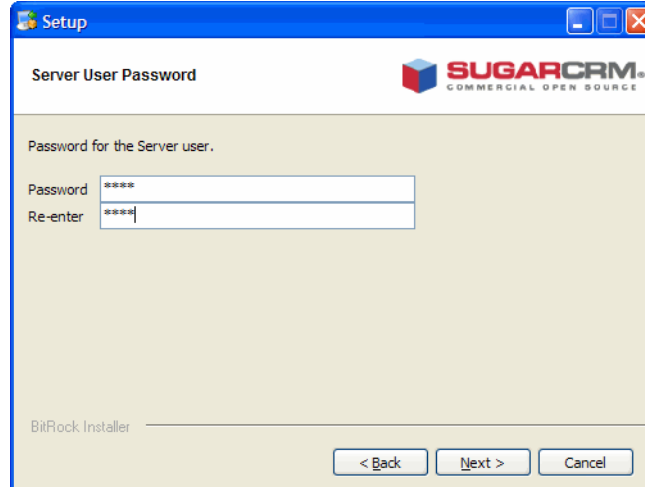 Setup
Server User Password
SUGARCRM®
COMMERCIAL OPEN SOURCE
Password for the Server user.
Password ****
Re-enter ****
BitRock Installer
< Back Next > Cancel